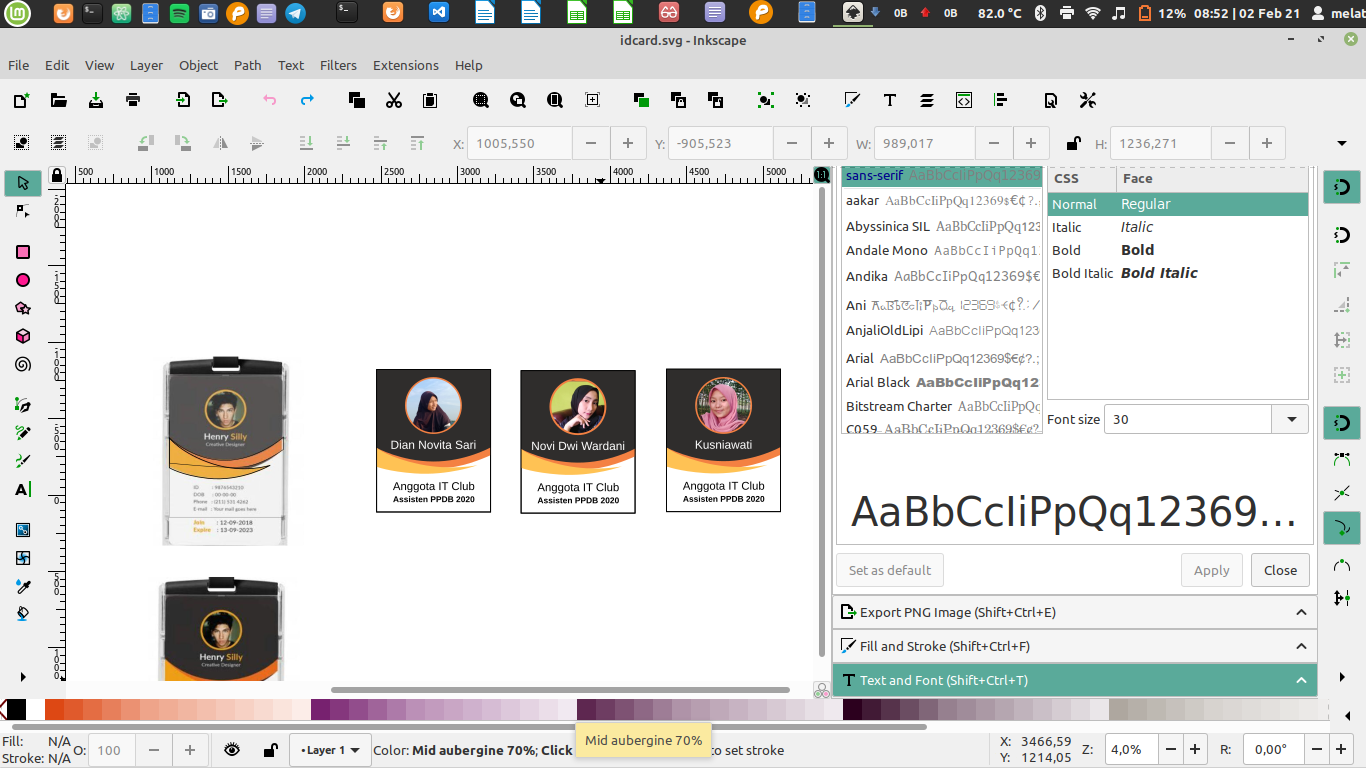 0B 0B 82.0 °C 12% 08:52 | 02 Feb 21 melat
idcard.svg - Inkscape
File Edit View Layer Object Path Text Filters Extensions Help
X: 1005,550 Y: -905,523 W: 989,017 H: 1236,271
500 1000 1500 2000 2500 3000 3500 4000 4500 5000
1:1
sans-serif AaBbCcIiPpQq12369
aakar AaBbCcIiPpQq12369$€¢?.;
Abyssinica SIL AaBbCcIiPpQq123
Andale Mono AaBbCcIiPpQq1
Andika AaBbCcIiPpQq12369$€
Ani AaBbCcIiPpQq12369$€¢?.:/
AnjaliOldLipi AaBbCcIiPpQq123
Arial AaBbCcIiPpQq12369$€¢?.;
Arial Black AaBbCcIiPpQq12
Bitstream Charter AaBbCcIiPpQq
C059 AaBbCcIiPpQq12369$€¢?
CSS Face
Normal Regular
Italic Italic
Bold Bold
Bold Italic Bold Italic
Font size 30
AaBbCcIiPpQq12369...
Set as default Apply Close
Export PNG Image (Shift+Ctrl+E)
Fill and Stroke (Shift+Ctrl+F)
Text and Font (Shift+Ctrl+T)
Henry Silly
Creative Designer
ID : 9876543210
DOB : 00-00-00
Phone : (211) 531 4262
E-mail : Your mail goes here
Join : 12-09-2018
Expire : 13-09-2023
Dian Novita Sari
Anggota IT Club
Assisten PPDB 2020
Novi Dwi Wardani
Anggota IT Club
Assisten PPDB 2020
Kusniawati
Anggota IT Club
Assisten PPDB 2020
Henry Silly
Creative Designer
Fill: N/A
Stroke: N/A
O: 100
•Layer 1
Color: Mid aubergine 70%; Click to set stroke
Mid aubergine 70%
X: 3466,59
Y: 1214,05
Z: 4,0%
R: 0,00°